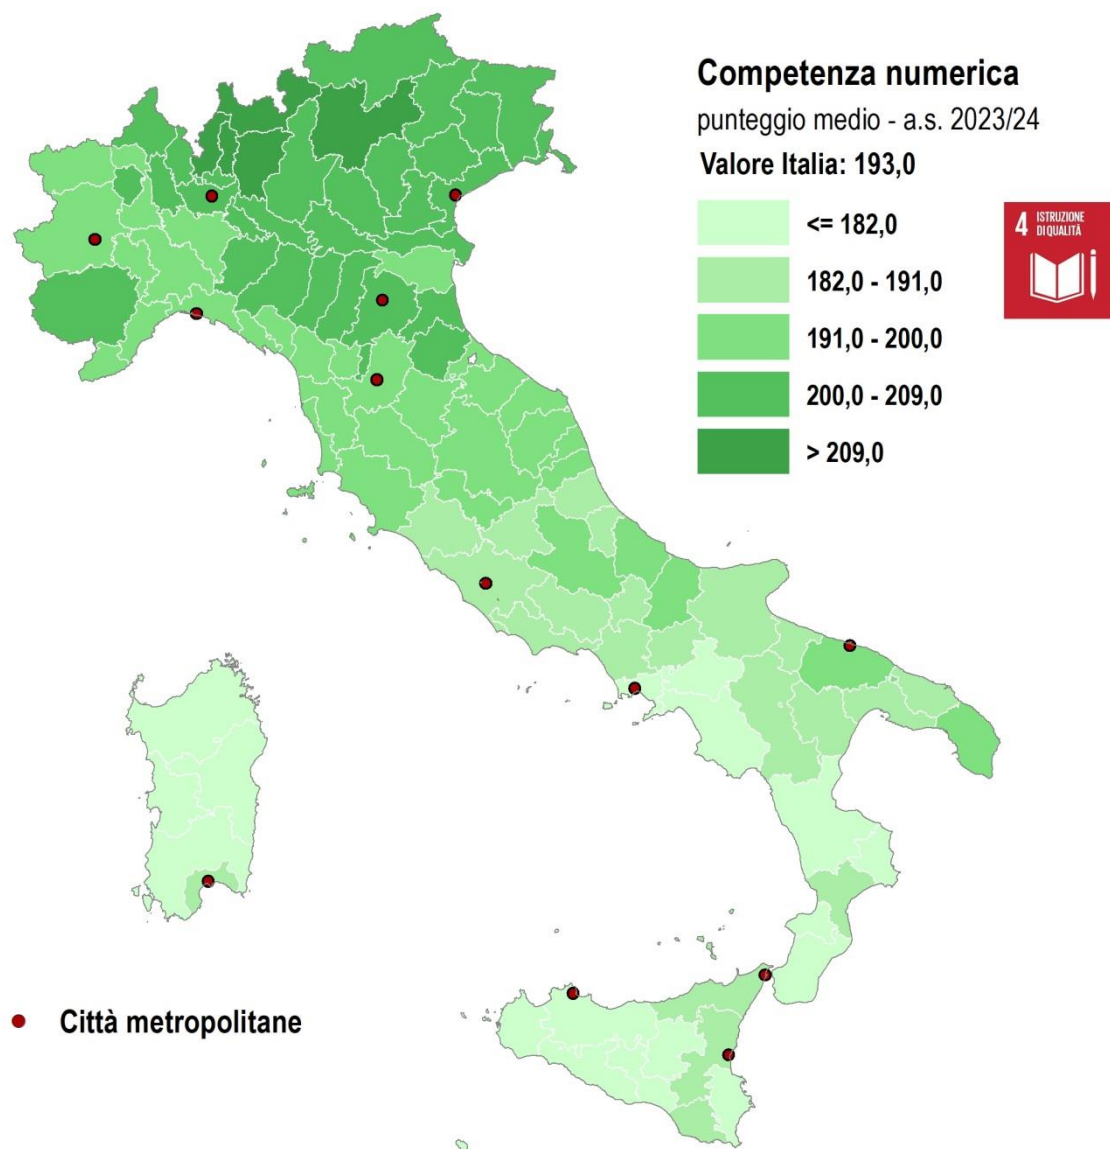 Competenza numerica
punteggio medio - a.s. 2023/24
Valore Italia: 193,0
<= 182,0
182,0 - 191,0
191,0 - 200,0
200,0 - 209,0
> 209,0
4 ISTRUZIONE
DI QUALITÀ
Città metropolitane